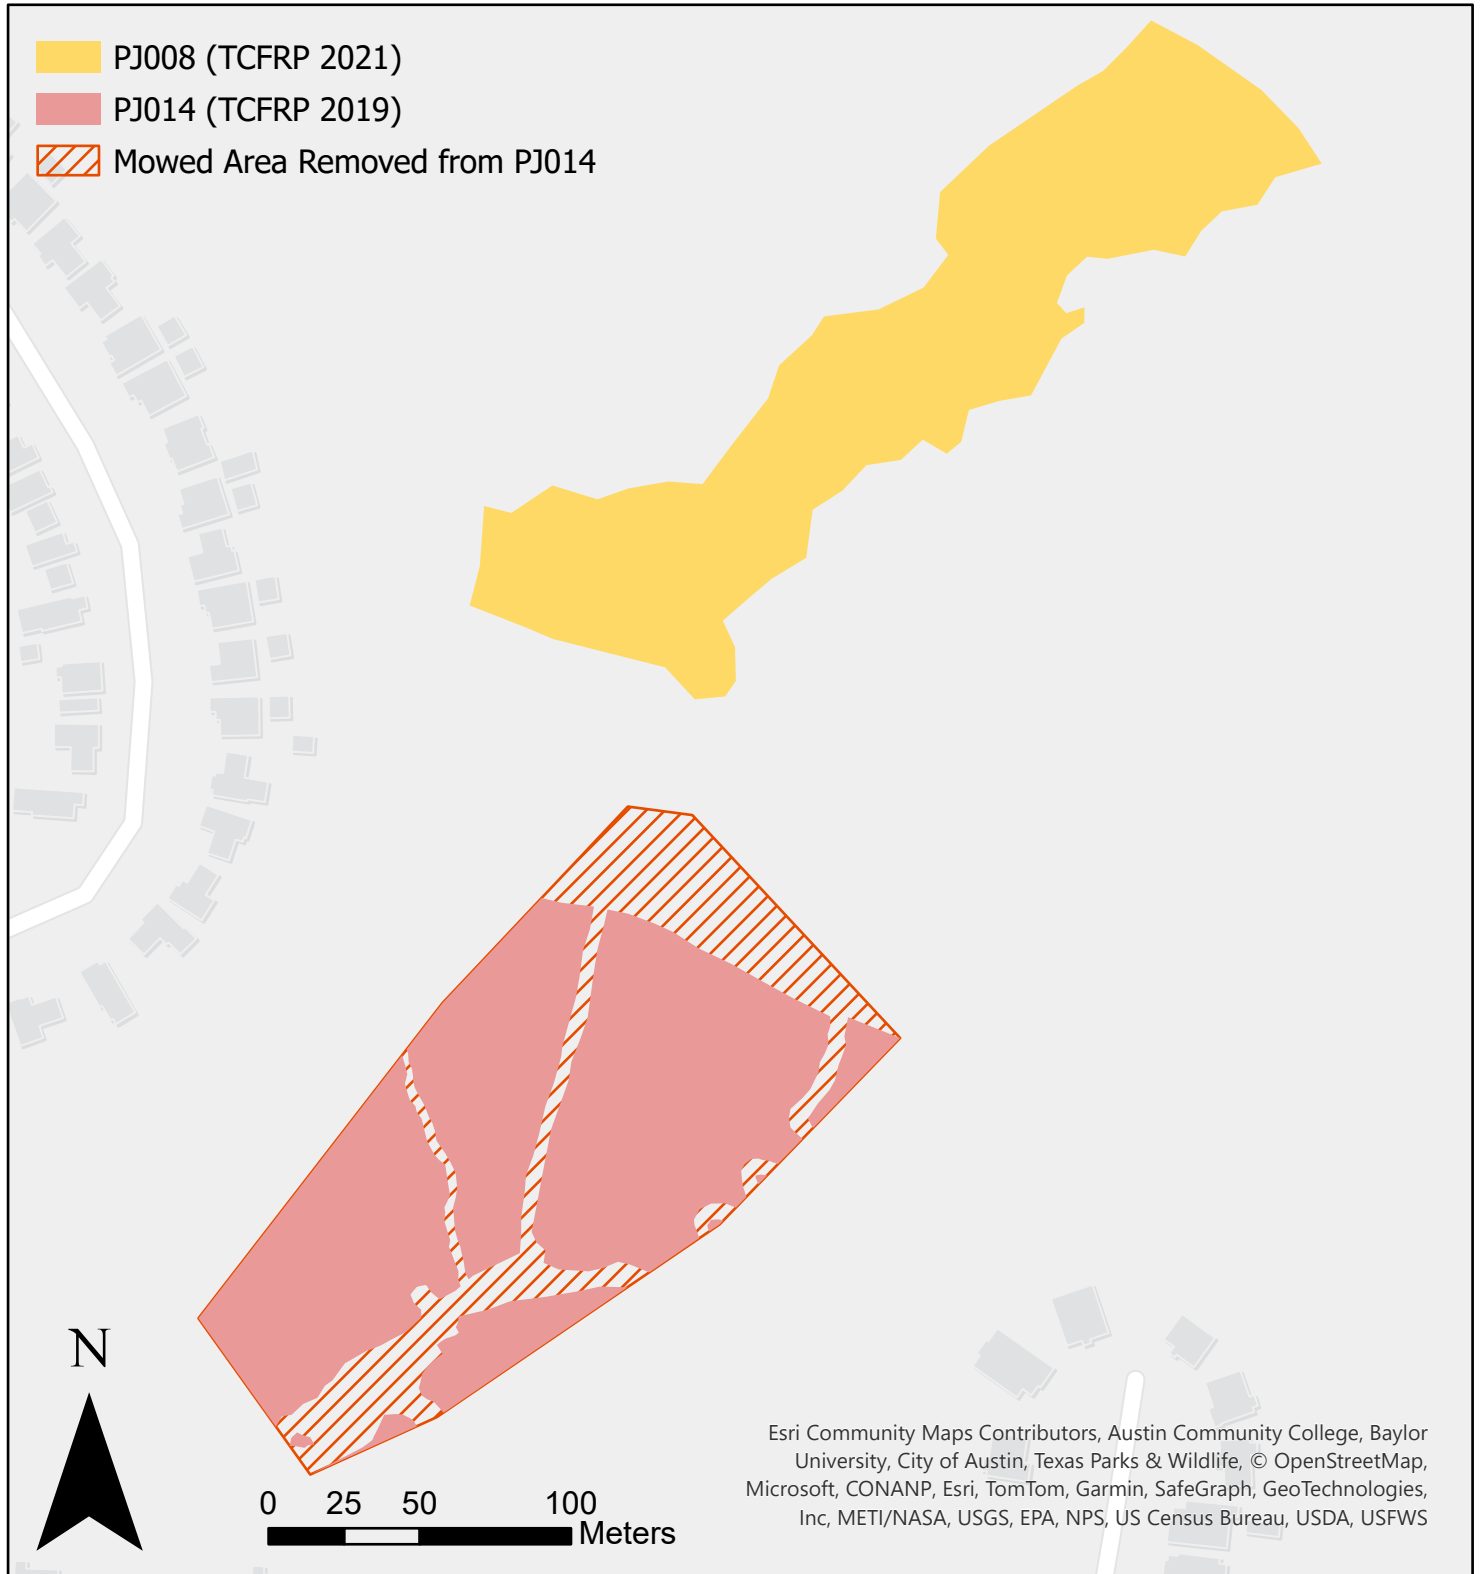 PJ008 (TCFRP 2021)
PJ014 (TCFRP 2019)
Mowed Area Removed from PJ014
N
0 25 50 100
Meters
Esri Community Maps Contributors, Austin Community College, Baylor
University, City of Austin, Texas Parks & Wildlife, © OpenStreetMap,
Microsoft, CONANP, Esri, TomTom, Garmin, SafeGraph, GeoTechnologies,
Inc, METI/NASA, USGS, EPA, NPS, US Census Bureau, USDA, USFWS